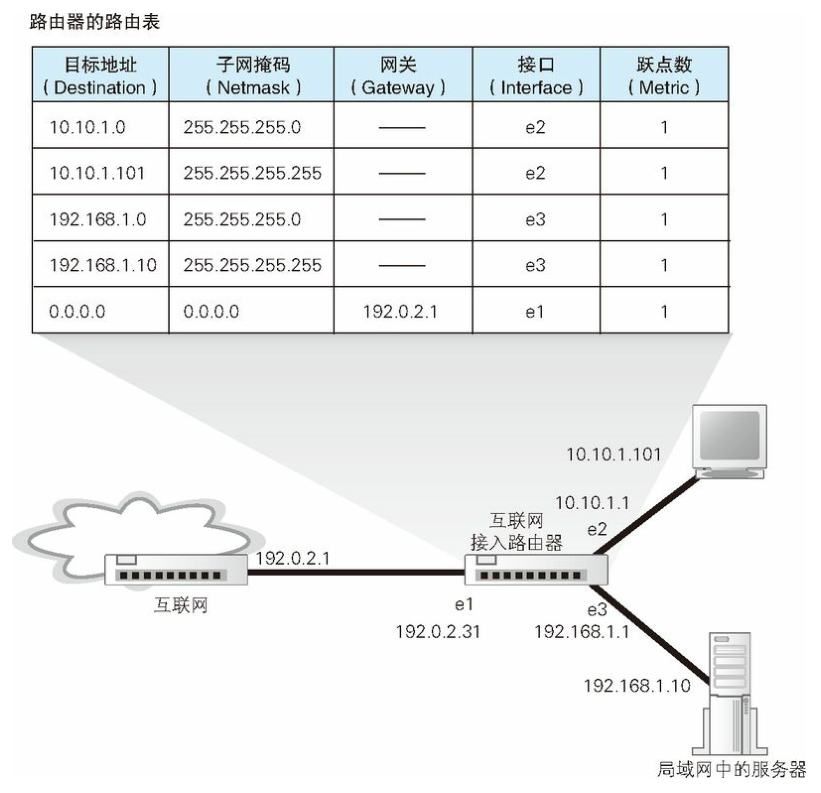 路由器的路由表
目标地址 子网掩码 网关 接口 跃点数
（Destination） （Netmask） （Gateway） （Interface） （Metric）
10.10.1.0 255.255.255.0 —— e2 1
10.10.1.101 255.255.255.255 —— e2 1
192.168.1.0 255.255.255.0 —— e3 1
192.168.1.10 255.255.255.255 —— e3 1
0.0.0.0 0.0.0.0 192.0.2.1 e1 1
10.10.1.101
10.10.1.1
e2
互联网
接入路由器
192.0.2.1
互联网
e1
192.0.2.31
e3
192.168.1.1
192.168.1.10
局域网中的服务器